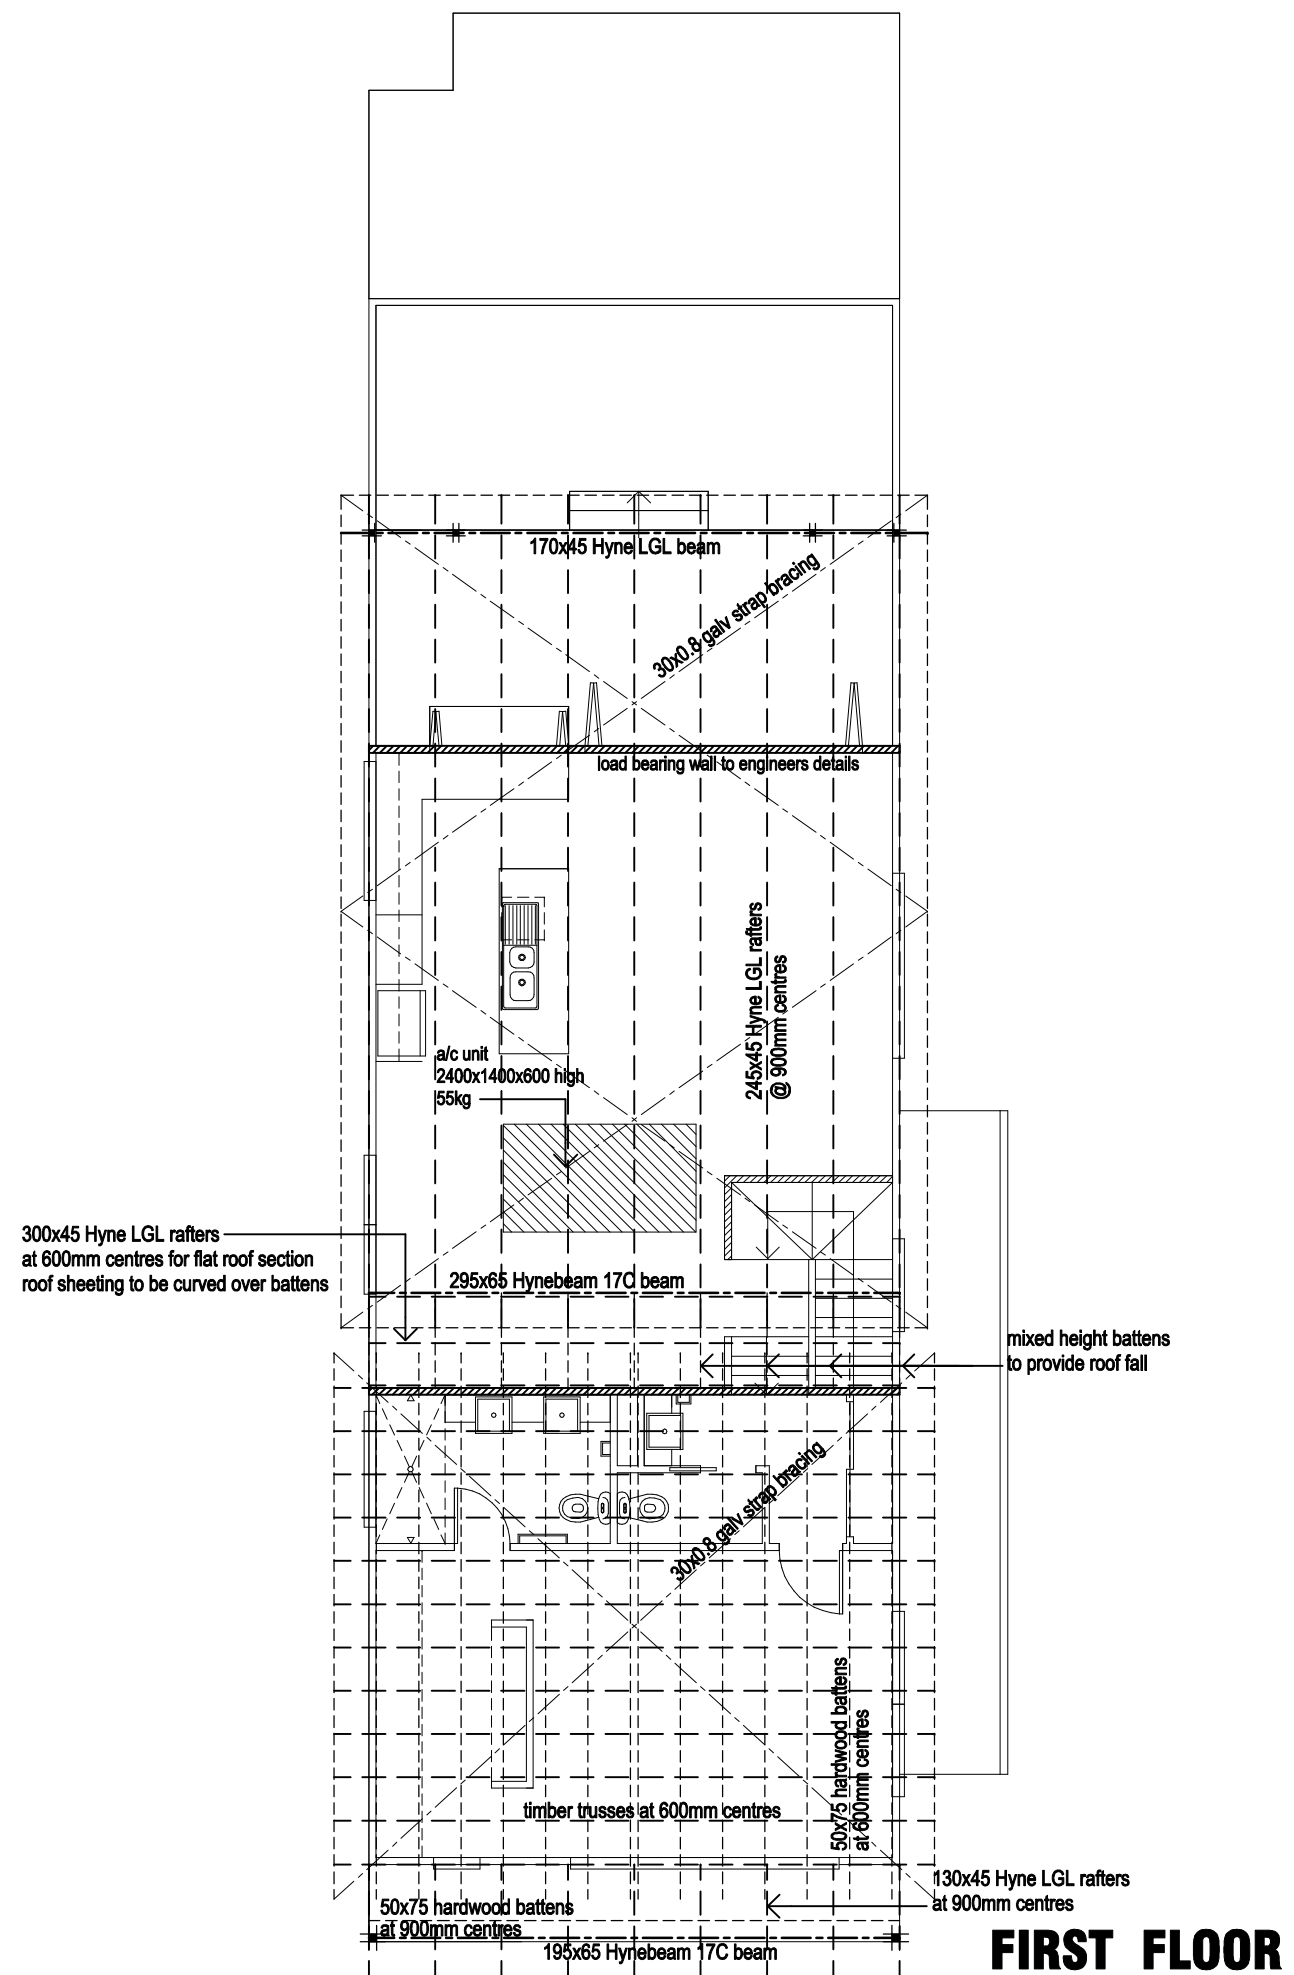 170x45 Hyne LGL beam
30x0.8 galv strap bracing
load bearing wall to engineers details
245x45 Hyne LGL rafters
@ 900mm centres
a/c unit
2400x1400x600 high
55kg
300x45 Hyne LGL rafters
at 600mm centres for flat roof section
roof sheeting to be curved over battens
295x65 Hynebeam 17C beam
mixed height battens
to provide roof fall
30x0.8 galv strap bracing
50x75 hardwood battens
at 600mm centres
timber trusses at 600mm centres
130x45 Hyne LGL rafters
at 900mm centres
50x75 hardwood battens
at 900mm centres
195x65 Hynebeam 17C beam
FIRST FLOOR